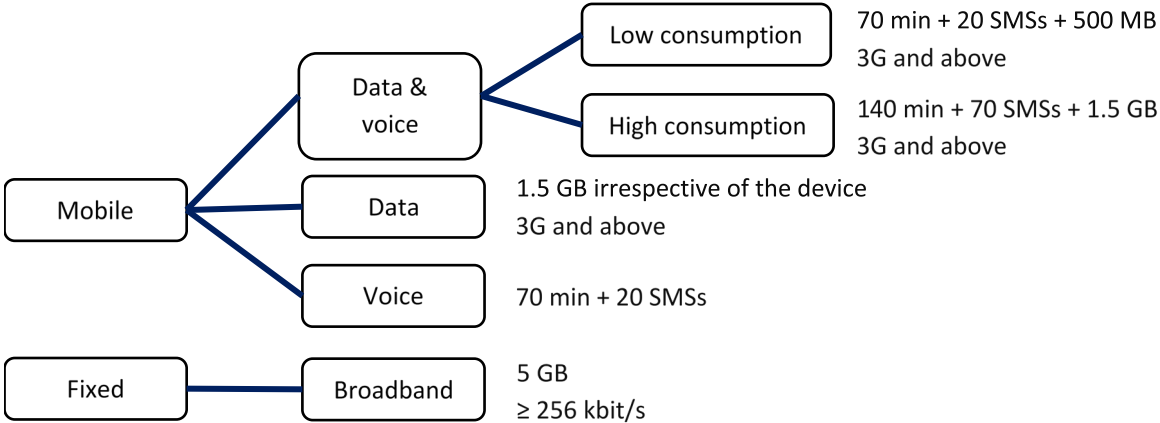 Low consumption
70 min + 20 SMSs + 500 MB
3G and above
Data &
voice
High consumption
140 min + 70 SMSs + 1.5 GB
3G and above
Mobile
Data
1.5 GB irrespective of the device
3G and above
Voice
70 min + 20 SMSs
Fixed
Broadband
5 GB
≥ 256 kbit/s